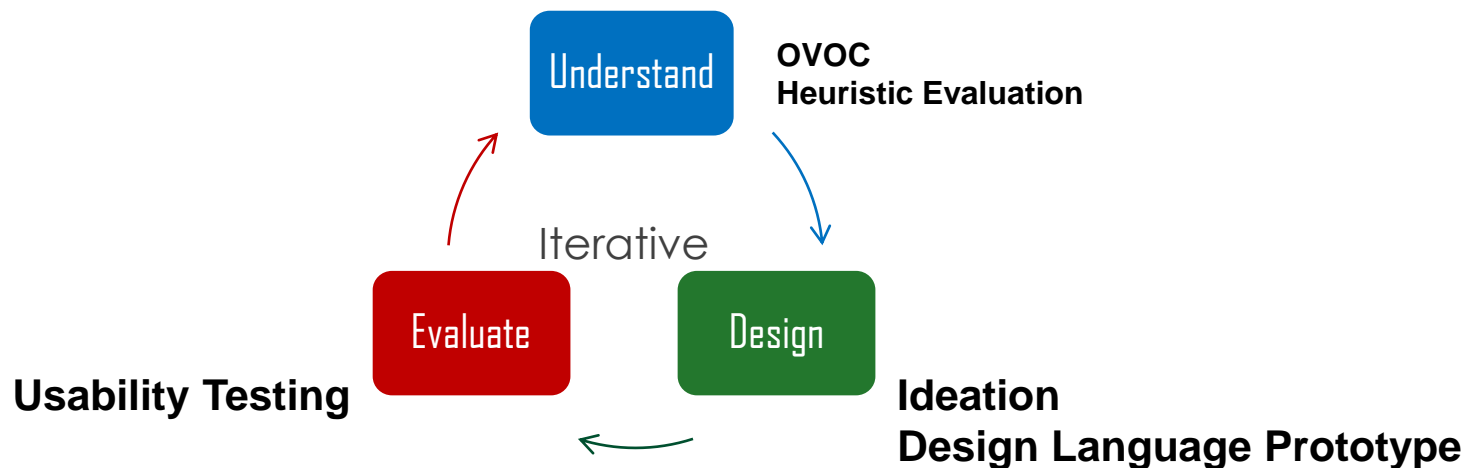 Understand
OVOC
Heuristic Evaluation
Iterative
Evaluate
Design
Usability Testing
Ideation
Design Language Prototype